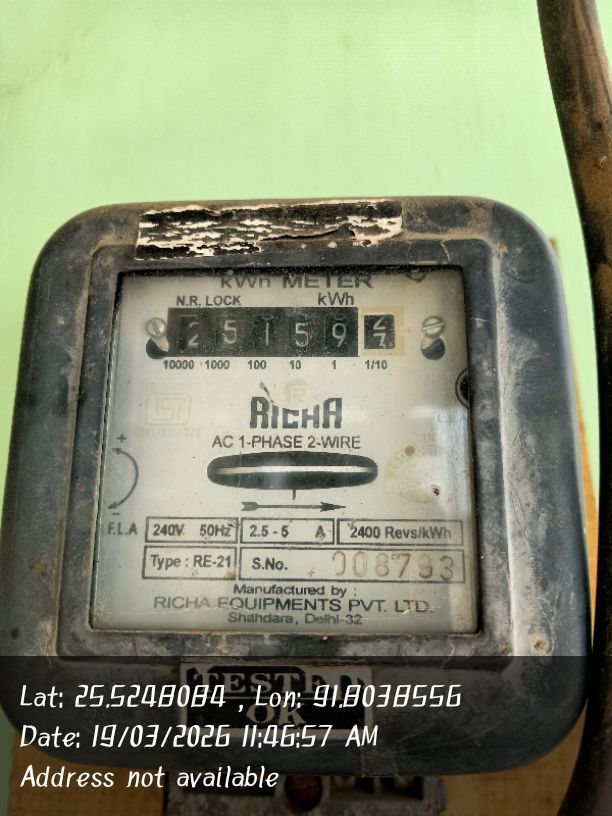 kWh METER
N.R. LOCK kWh
2 5 1 5 9
10000 1000 100 10 1 1/10
RICHA
AC 1-PHASE 2-WIRE
+
-
F.L.A 240V. 50Hz 2.5 - 5 A 2400 Revs/kWh
Type : RE-21 S.No. 008793
Manufactured by :
RICHA EQUIPMENTS PVT. LTD.
Shahdara, Delhi-32
TESTED
OK
Lat: 25.5248084 , Lon: 91.8038556
Date: 19/03/2026 11:46:57 AM
Address not available